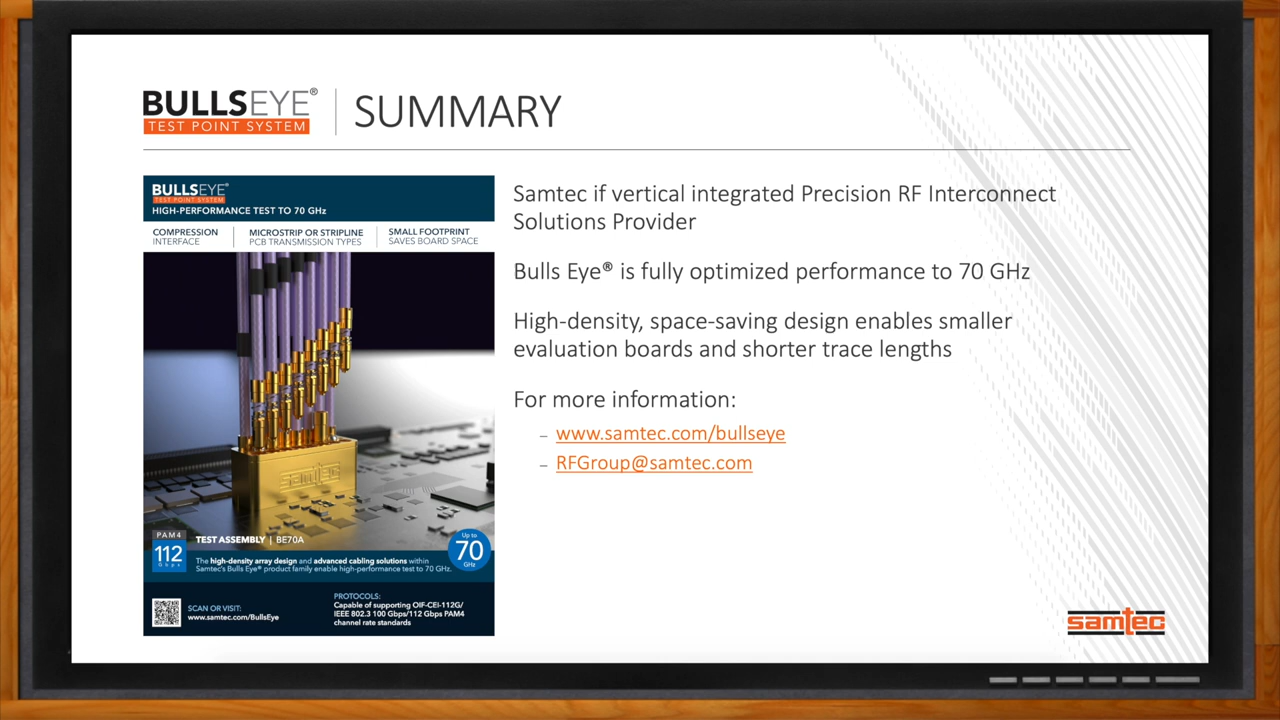 BULLSEYE® SUMMARY
TEST POINT SYSTEM
BULLSEYE®
TEST POINT SYSTEM
HIGH-PERFORMANCE TEST TO 70 GHz
COMPRESSION
INTERFACE
MICROSTRIP OR STRIPLINE
PCB TRANSMISSION TYPES
SMALL FOOTPRINT
SAVES BOARD SPACE
samtec
PAM4
112
Gbps
TEST ASSEMBLY | BE70A
The high-density array design and advanced cabling solutions within
Samtec's Bulls Eye® product family enable high-performance test to 70 GHz.
Up to
70
GHz
SCAN OR VISIT:
www.samtec.com/BullsEye
PROTOCOLS:
Capable of supporting OIF-CEI-112G/
IEEE 802.3 100 Gbps/112 Gbps PAM4
channel rate standards
Samtec if vertical integrated Precision RF Interconnect
Solutions Provider
Bulls Eye® is fully optimized performance to 70 GHz
High-density, space-saving design enables smaller
evaluation boards and shorter trace lengths
For more information:
– www.samtec.com/bullseye
– RFGroup@samtec.com
samtec